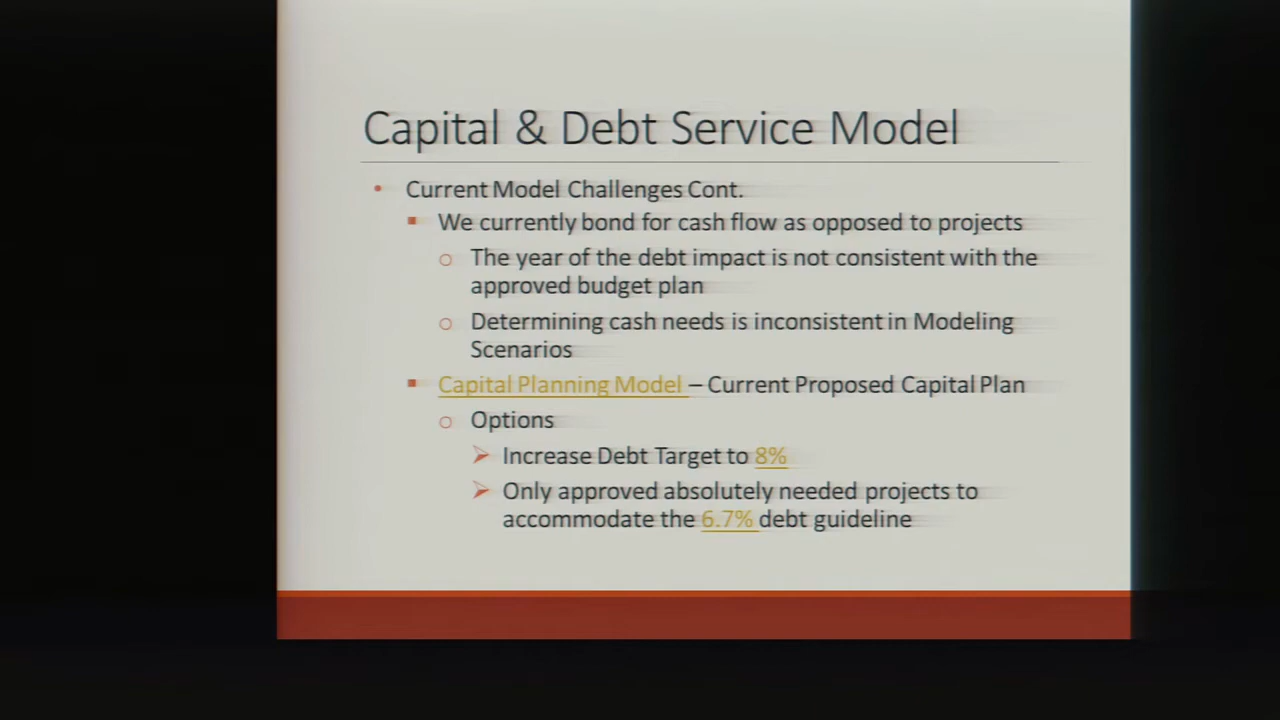 Capital & Debt Service Model
• Current Model Challenges Cont.
▪ We currently bond for cash flow as opposed to projects
○ The year of the debt impact is not consistent with the
approved budget plan
○ Determining cash needs is inconsistent in Modeling
Scenarios
▪ Capital Planning Model – Current Proposed Capital Plan
○ Options
➢ Increase Debt Target to 8%
➢ Only approved absolutely needed projects to
accommodate the 6.7% debt guideline